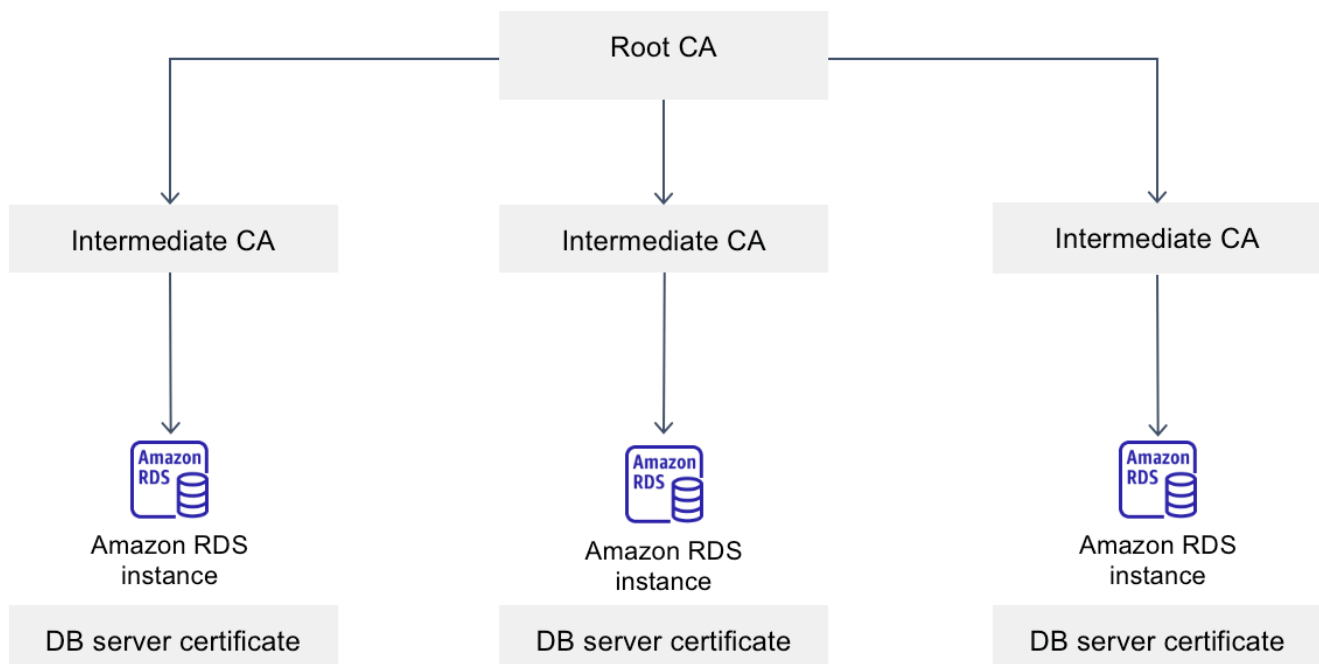 Root CA
Intermediate CA
Intermediate CA
Intermediate CA
Amazon
RDS
Amazon RDS
instance
Amazon
RDS
Amazon RDS
instance
Amazon
RDS
Amazon RDS
instance
DB server certificate
DB server certificate
DB server certificate